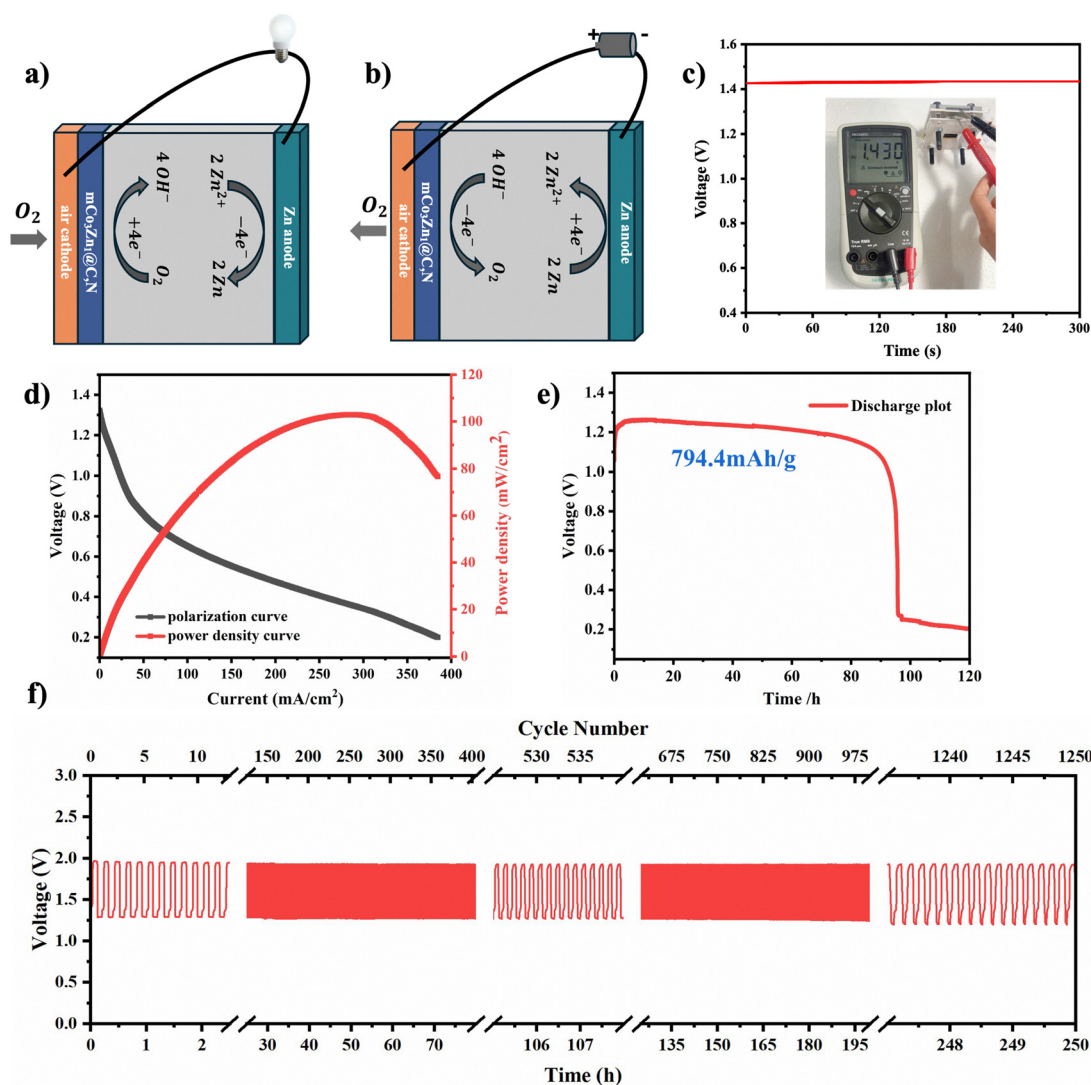 a)
+ -
b)
c)
O₂
air cathode
mCo₃Zn₁@C,N
4 OH⁻
+4e⁻
O₂
2 Zn²⁺
−4e⁻
2 Zn
Zn anode
O₂
air cathode
mCo₃Zn₁@C,N
4 OH⁻
−4e⁻
O₂
2 Zn²⁺
+4e⁻
2 Zn
Zn anode
Voltage (V)
1.6
1.4
1.2
1.0
0.8
0.6
0.4
1.430
True RMS
0 60 120 180 240 300
Time (s)
d)
Voltage (V)
1.4
1.2
1.0
0.8
0.6
0.4
0.2
polarization curve
power density curve
120
100
80
60
40
20
0
Power density (mW/cm²)
0 50 100 150 200 250 300 350 400
Current (mA/cm²)
e)
Voltage (V)
1.4
1.2
1.0
0.8
0.6
0.4
0.2
Discharge plot
794.4mAh/g
0 20 40 60 80 100 120
Time /h
f)
Cycle Number
0 5 10 150 200 250 300 350 400 530 535 675 750 825 900 975 1240 1245 1250
Voltage (V)
3.0
2.5
2.0
1.5
1.0
0.5
0.0
0 1 2 30 40 50 60 70 106 107 135 150 165 180 195 248 249 250
Time (h)